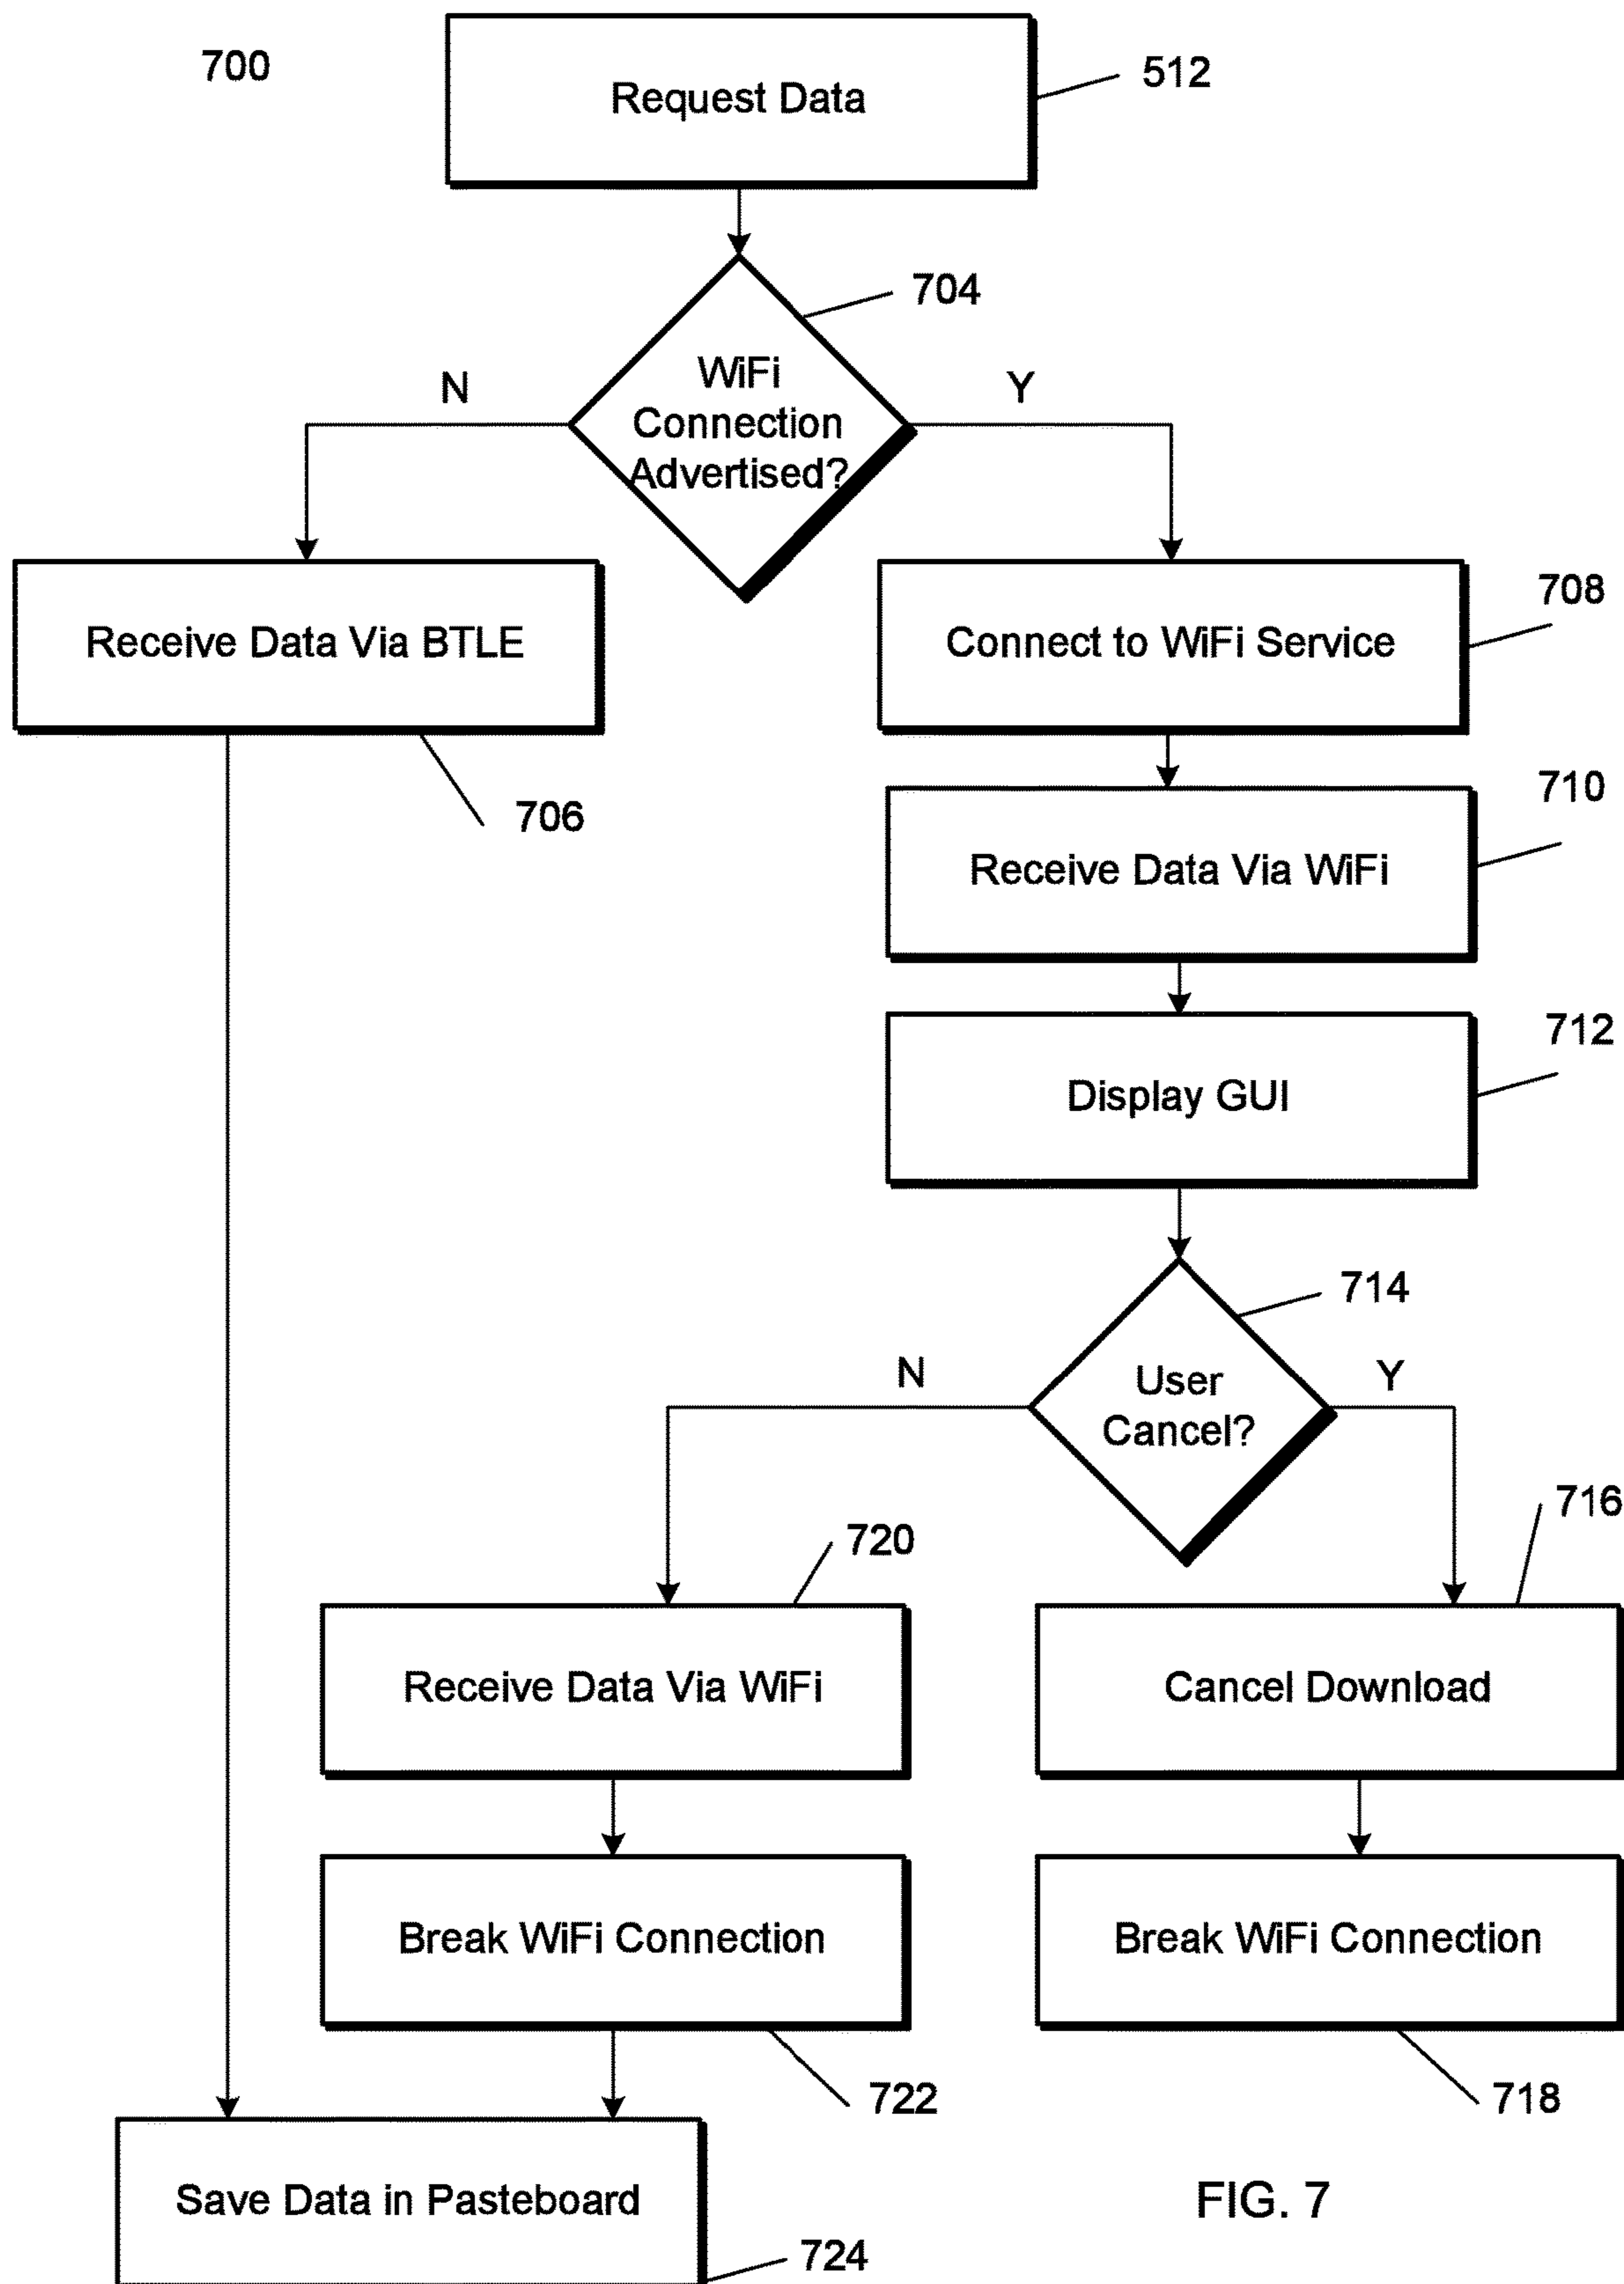 700
Request Data
512
704
WiFi
Connection
Advertised?
N
Y
Receive Data Via BTLE
706
Connect to WiFi Service
708
Receive Data Via WiFi
710
Display GUI
712
714
User
Cancel?
N
Y
720
716
Receive Data Via WiFi
Cancel Download
Break WiFi Connection
Break WiFi Connection
722
718
Save Data in Pasteboard
724
FIG. 7